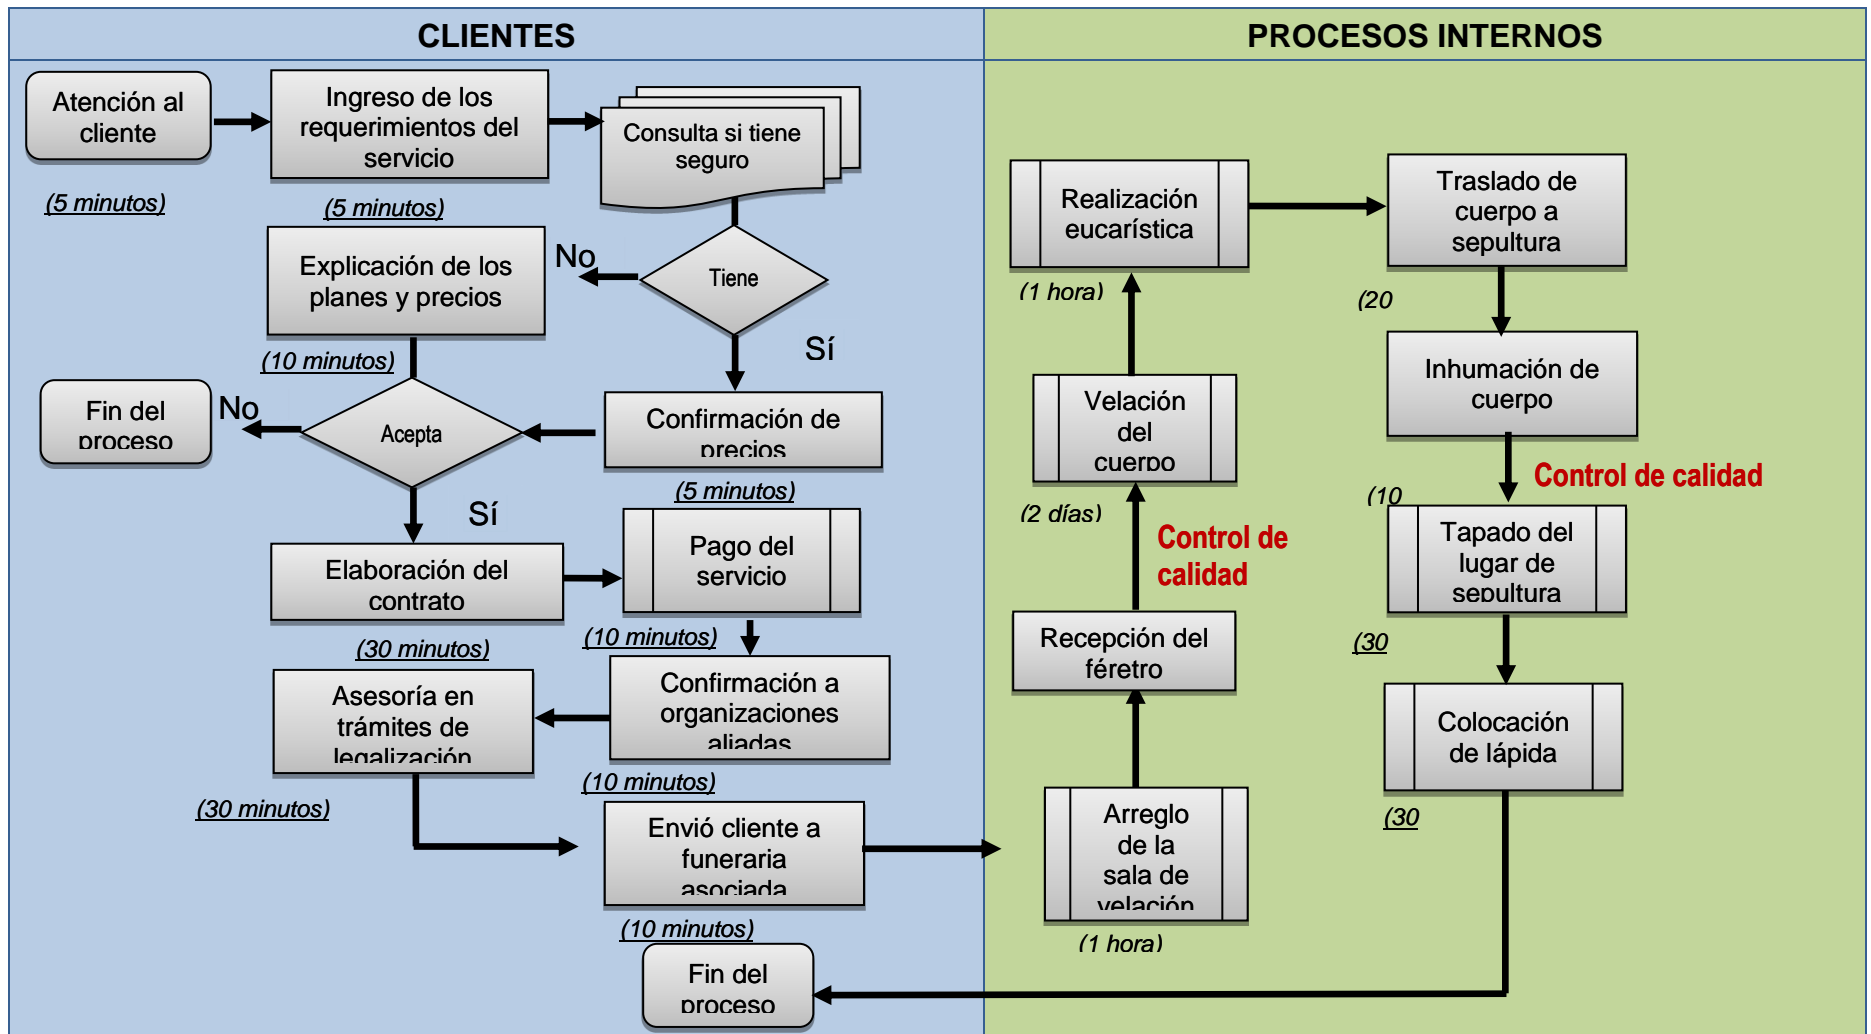 CLIENTES
PROCESOS INTERNOS
Atención al
cliente
(5 minutos)
Ingreso de los
requerimientos del
servicio
(5 minutos)
Consulta si tiene
seguro
Tiene
No
Sí
Explicación de los
planes y precios
(10 minutos)
Confirmación de
precios
(5 minutos)
Acepta
No
Fin del
proceso
Sí
Elaboración del
contrato
(30 minutos)
Pago del
servicio
(10 minutos)
Confirmación a
organizaciones
aliadas
(10 minutos)
Asesoría en
trámites de
legalización
(30 minutos)
Envió cliente a
funeraria
asociada
(10 minutos)
Fin del
proceso
Arreglo
de la
sala de
velación
(1 hora)
Recepción del
féretro
Control de
calidad
Velación
del
cuerpo
(2 días)
Realización
eucarística
(1 hora)
Traslado de
cuerpo a
sepultura
(20
Inhumación de
cuerpo
(10
Control de calidad
Tapado del
lugar de
sepultura
(30
Colocación
de lápida
(30